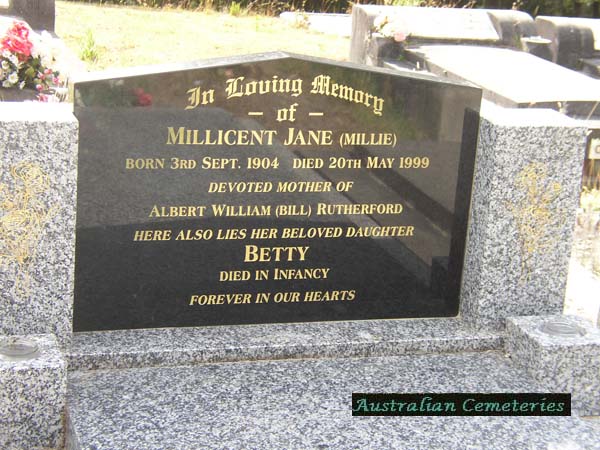 In Loving Memory
– of –
MILLICENT JANE (MILLIE)
BORN 3RD SEPT. 1904 DIED 20TH MAY 1999
DEVOTED MOTHER OF
ALBERT WILLIAM (BILL) RUTHERFORD
HERE ALSO LIES HER BELOVED DAUGHTER
BETTY
DIED IN INFANCY
FOREVER IN OUR HEARTS
Australian Cemeteries